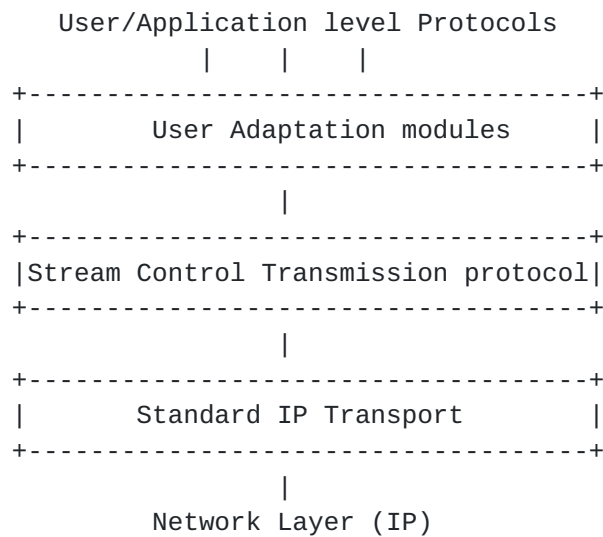 User/Application level Protocols
User Adaptation modules
Stream Control Transmission protocol
Standard IP Transport
Network Layer (IP)